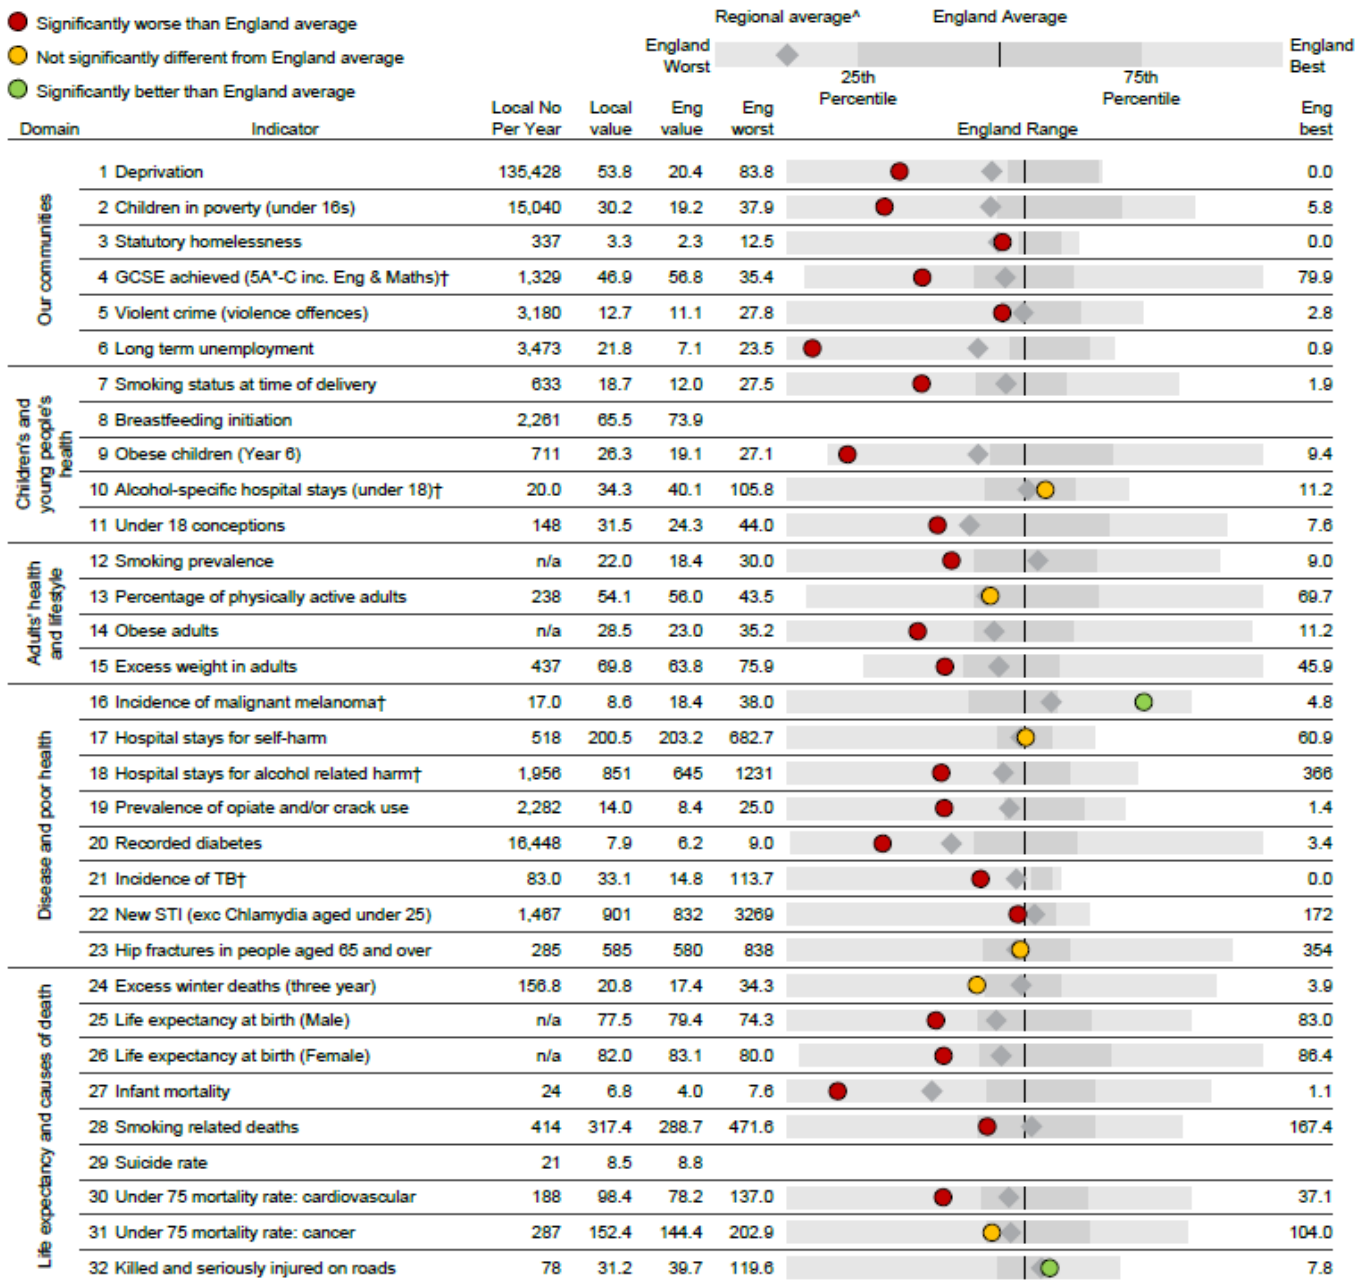 Significantly worse than England average
Not significantly different from England average
Significantly better than England average
Regional average^ England Average
England Worst England Best
25th Percentile 75th Percentile
Domain Indicator Local No Per Year Local value Eng value Eng worst England Range Eng best
Our communities
1 Deprivation 135,428 53.8 20.4 83.8 0.0
2 Children in poverty (under 16s) 15,040 30.2 19.2 37.9 5.8
3 Statutory homelessness 337 3.3 2.3 12.5 0.0
4 GCSE achieved (5A*-C inc. Eng & Maths)† 1,329 46.9 56.8 35.4 79.9
5 Violent crime (violence offences) 3,180 12.7 11.1 27.8 2.8
6 Long term unemployment 3,473 21.8 7.1 23.5 0.9
Children's and young people's health
7 Smoking status at time of delivery 633 18.7 12.0 27.5 1.9
8 Breastfeeding initiation 2,261 65.5 73.9
9 Obese children (Year 6) 711 26.3 19.1 27.1 9.4
10 Alcohol-specific hospital stays (under 18)† 20.0 34.3 40.1 105.8 11.2
11 Under 18 conceptions 148 31.5 24.3 44.0 7.6
Adults' health and lifestyle
12 Smoking prevalence n/a 22.0 18.4 30.0 9.0
13 Percentage of physically active adults 238 54.1 56.0 43.5 69.7
14 Obese adults n/a 28.5 23.0 35.2 11.2
15 Excess weight in adults 437 69.8 63.8 75.9 45.9
Disease and poor health
16 Incidence of malignant melanoma† 17.0 8.6 18.4 38.0 4.8
17 Hospital stays for self-harm 518 200.5 203.2 682.7 60.9
18 Hospital stays for alcohol related harm† 1,956 851 645 1231 366
19 Prevalence of opiate and/or crack use 2,282 14.0 8.4 25.0 1.4
20 Recorded diabetes 16,448 7.9 6.2 9.0 3.4
21 Incidence of TB† 83.0 33.1 14.8 113.7 0.0
22 New STI (exc Chlamydia aged under 25) 1,467 901 832 3269 172
23 Hip fractures in people aged 65 and over 285 585 580 838 354
Life expectancy and causes of death
24 Excess winter deaths (three year) 156.8 20.8 17.4 34.3 3.9
25 Life expectancy at birth (Male) n/a 77.5 79.4 74.3 83.0
26 Life expectancy at birth (Female) n/a 82.0 83.1 80.0 86.4
27 Infant mortality 24 6.8 4.0 7.6 1.1
28 Smoking related deaths 414 317.4 288.7 471.6 167.4
29 Suicide rate 21 8.5 8.8
30 Under 75 mortality rate: cardiovascular 188 98.4 78.2 137.0 37.1
31 Under 75 mortality rate: cancer 287 152.4 144.4 202.9 104.0
32 Killed and seriously injured on roads 78 31.2 39.7 119.6 7.8